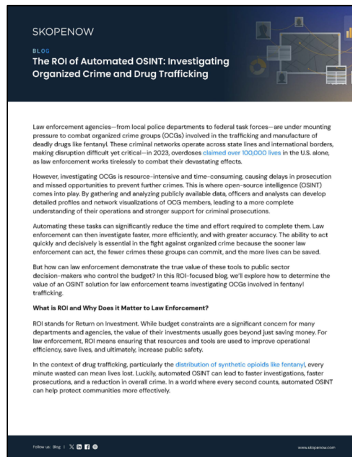 SKOPENOW
BLOG
The ROI of Automated OSINT: Investigating
Organized Crime and Drug Trafficking
Law enforcement agencies—from local police departments to federal task forces—are under mounting
pressure to combat organized crime groups (OCGs) involved in the trafficking and manufacture of
deadly drugs like fentanyl. These criminal networks operate across state lines and international borders,
making disruption difficult yet critical—in 2023, overdoses claimed over 100,000 lives in the U.S. alone,
as law enforcement works tirelessly to combat their devastating effects.
However, investigating OCGs is resource-intensive and time-consuming, causing delays in prosecution
and missed opportunities to prevent further crimes. This is where open-source intelligence (OSINT)
comes into play. By gathering and analyzing publicly available data, officers and analysts can develop
detailed profiles and network visualizations of OCG members, leading to a more complete
understanding of their operations and stronger support for criminal prosecutions.
Automating these tasks can significantly reduce the time and effort required to complete them. Law
enforcement can then investigate faster, more efficiently, and with greater accuracy. The ability to act
quickly and decisively is essential in the fight against organized crime because the sooner law
enforcement can act, the fewer crimes these groups can commit, and the more lives can be saved.
But how can law enforcement demonstrate the true value of these tools to public sector
decision-makers who control the budget? In this ROI-focused blog, we'll explore how to determine the
value of an OSINT solution for law enforcement teams investigating OCGs involved in fentanyl
trafficking.
What is ROI and Why Does it Matter to Law Enforcement?
ROI stands for Return on Investment. While budget constraints are a significant concern for many
departments and agencies, the value of their investments usually goes beyond just saving money. For
law enforcement, ROI means ensuring that resources and tools are used to improve operational
efficiency, save lives, and ultimately, increase public safety.
In the context of drug trafficking, particularly the distribution of synthetic opioids like fentanyl, every
minute wasted can mean lives lost. Luckily, automated OSINT can lead to faster investigations, faster
prosecutions, and a reduction in overall crime. In a world where every second counts, automated OSINT
can help protect communities more effectively.
Follow us: Blog |
www.skopenow.com